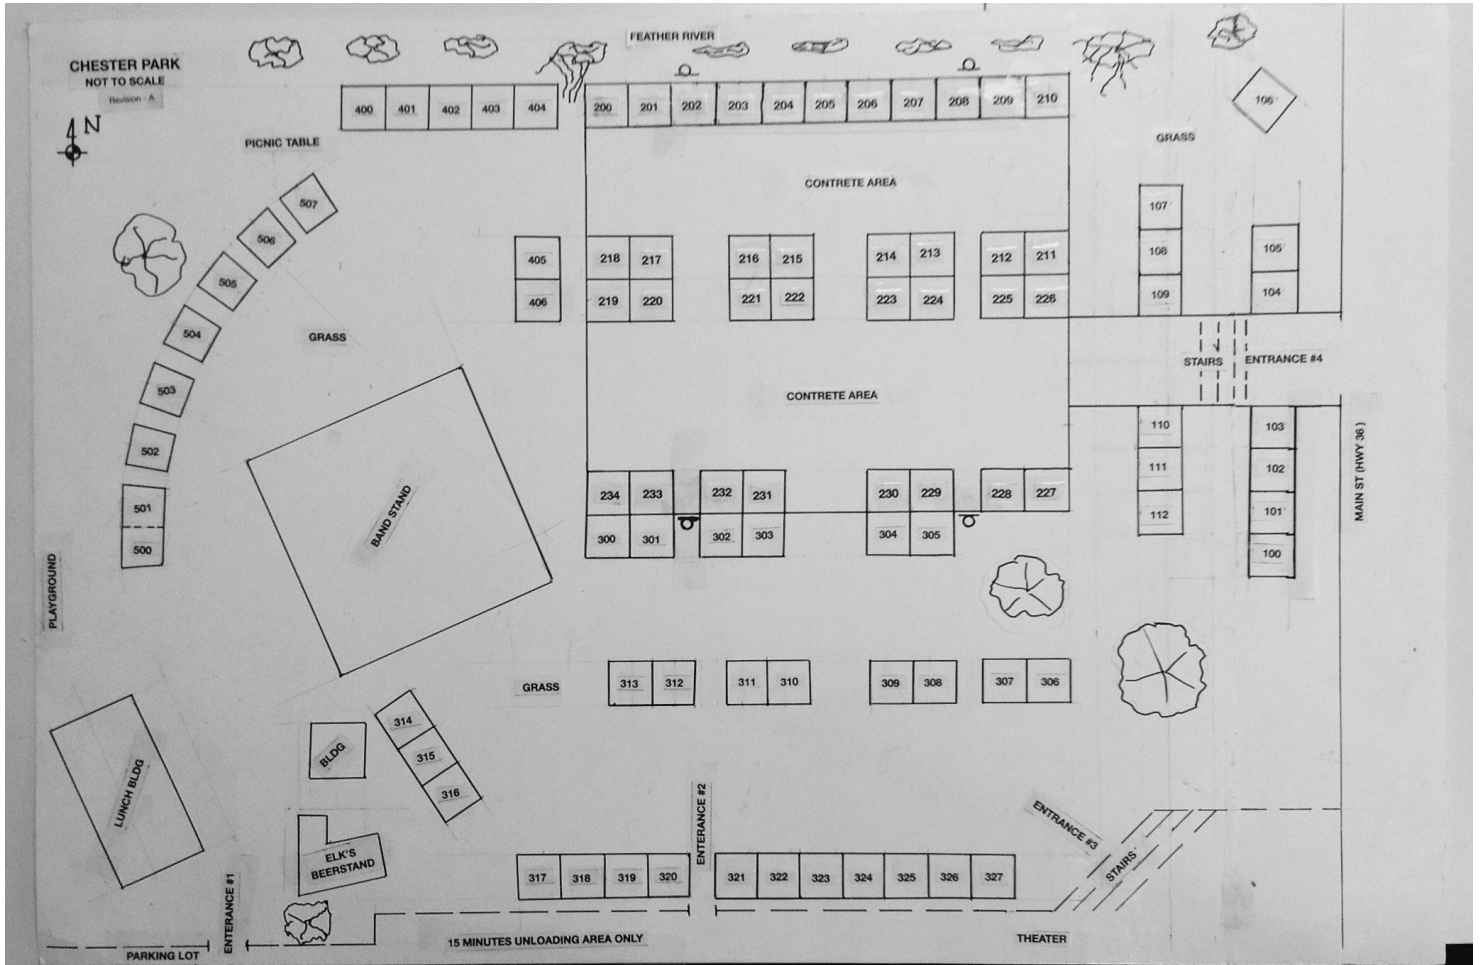 FEATHER RIVER
CHESTER PARK
NOT TO SCALE
Revision - A
N
106
400 401 402 403 404
200 201 202 203 204 205 206 207 208 209 210
PICNIC TABLE
GRASS
CONTRETE AREA
507
107
506
405
218 217
216 215
214 213
212 211
108
105
505
406
219 220
221 222
223 224
225 226
109
104
504
GRASS
STAIRS
ENTRANCE #4
503
CONTRETE AREA
110
103
502
111
102
501
500
BAND STAND
234 233
232 231
230 229
228 227
112
101
300 301
302 303
304 305
100
MAIN ST (HWY 36)
PLAYGROUND
GRASS
313 312
311 310
309 308
307 306
314
315
316
BLDG
LUNCH BLDG
ENTERANCE #2
ENTRANCE #3
STAIRS
ELK'S
BEERSTAND
317 318 319 320
321 322 323 324 325 326 327
ENTERANCE #1
15 MINUTES UNLOADING AREA ONLY
THEATER
PARKING LOT